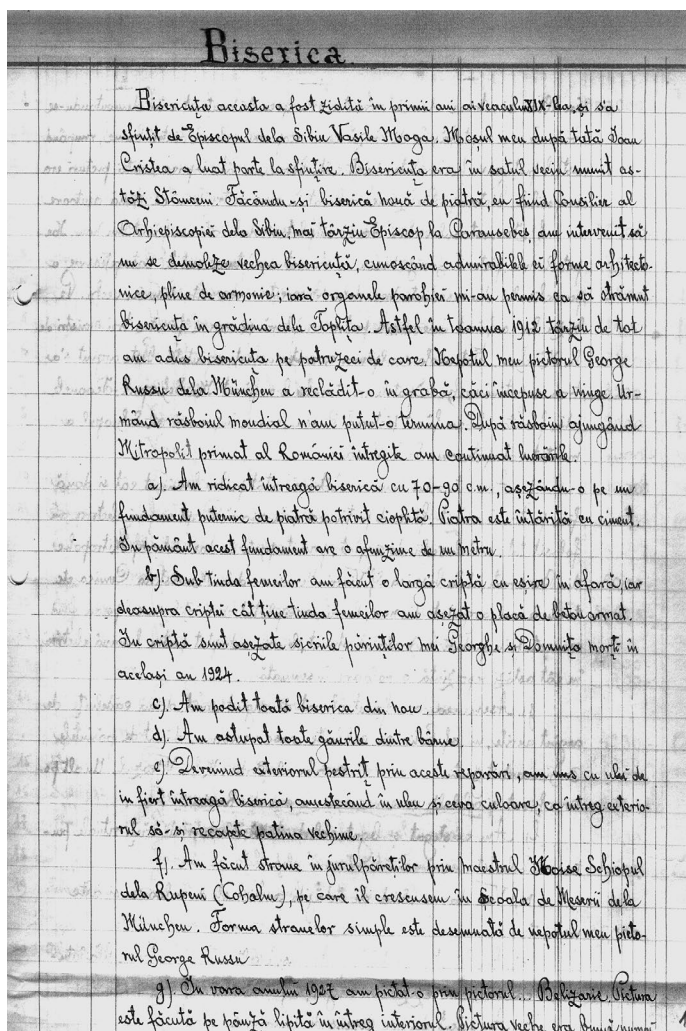 Biserica
Bisericuța aceasta a fost zidită în primii ani ai veacului XIX-lea, și s'a
sfințit de Episcopul dela Sibiu Vasile Moga. Moșul meu după tată Ioan
Cristea a luat parte la sfințire. Bisericuța era în satul vecin numit as-
tăzi Stânceni. Făcându-și biserică nouă de piatră, eu fiind Consilier al
Arhiepiscopiei dela Sibiu, mai târziu Episcop la Caransebeș, am intervenit să
nu se demoleze vechea bisericuță, cunoscând admirabilele ei forme arhitecto-
nice, pline de armonie; iară organele parohiei mi-au permis ca să strămut
bisericuța în grădina dela Toplița. Astfel în toamna 1912 târziu de tot
am adus bisericuța pe patruzeci de care. Nepotul meu pictorul George
Russu dela München a reclădit-o în grabă, căci începuse a ninge. Ur-
mând răsboiul mondial n'am putut-o termina. După răsboiu ajungând
Mitropolit primat al României întregite am continuat lucrările.
a). Am ridicat întreagă biserica cu 70-90 c.m., așezându-o pe un
fundament puternic de piatră potrivit cioplită. Piatra este întărită cu ciment.
In pământ acest fundament are o afunzime de un metru.
b) Sub tinda femeilor am făcut o largă criptă cu eșire în afară, iar
deasupra criptei cât ține tinda femeilor am așezat o placă de beton armat.
In criptă sunt așezate sicriile părinților mei Georghe și Domnița morți în
același an 1924.
c). Am podit toată biserica din nou.
d). Am astupat toate găurile dintre bârne.
e). Devenind exteriorul pestriț prin aceste reparări, am uns cu uleiu de
in fiert întreagă biserica, amestecând în uleiu și ceva culoare, ca întreg exterio-
rul să-și recapete patina vechime.
f). Am făcut strane în jurul păreților prin maestrul Moise Schiopul
dela Rupeni (Cohalm), pe care il crescusem în Școala de Meserii dela
München. Forma stranelor simple este desemnată de nepotul meu picto-
rul George Russu
g) In vara anului 1927 am pictat-o prin pictorul ... Belizarie. Pictura
este făcută pe pânză lipită în întreg interiorul. Pictura veche era bună numai